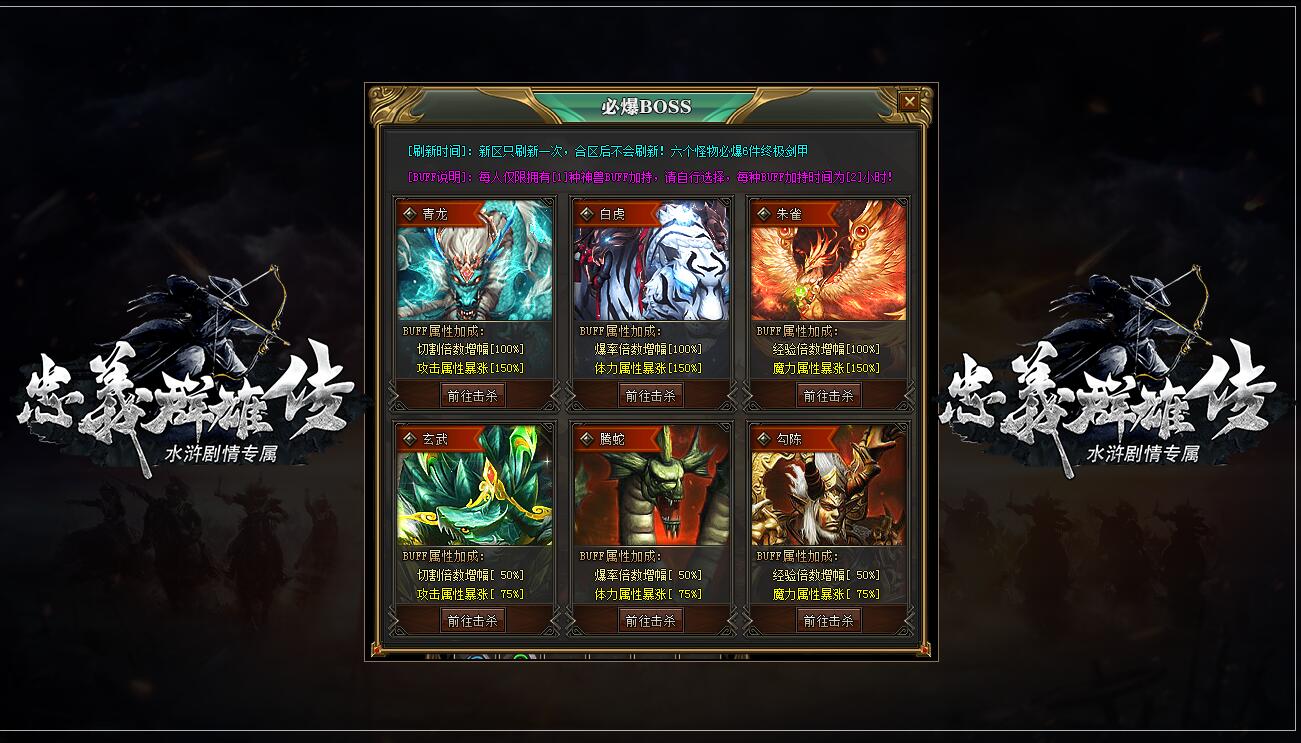 必爆BOSS
[刷新时间]：新区只刷新一次，合区后不会刷新！六个怪物必爆6件终极剑甲
[BUFF说明]：每人仅限拥有[1]种神兽BUFF加持，请自行选择，每种BUFF加持时间为[2]小时！
青龙
BUFF属性加成：
切割倍数增幅[100%]
攻击属性暴涨[150%]
前往击杀
白虎
BUFF属性加成：
爆率倍数增幅[100%]
体力属性暴涨[150%]
前往击杀
朱雀
BUFF属性加成：
经验倍数增幅[100%]
魔力属性暴涨[150%]
前往击杀
玄武
BUFF属性加成：
切割倍数增幅[ 50%]
攻击属性暴涨[ 75%]
前往击杀
腾蛇
BUFF属性加成：
爆率倍数增幅[ 50%]
体力属性暴涨[ 75%]
前往击杀
勾陈
BUFF属性加成：
经验倍数增幅[ 50%]
魔力属性暴涨[ 75%]
前往击杀
忠義群雄传
水浒剧情专属
忠義群雄传
水浒剧情专属